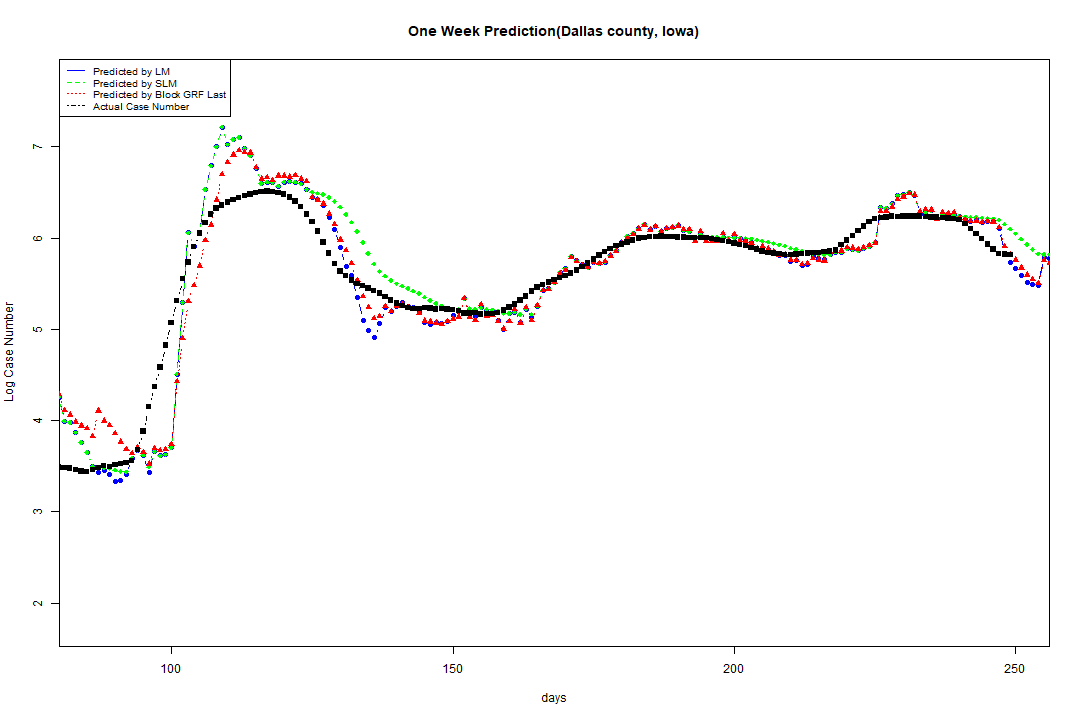 One Week Prediction(Dallas county, Iowa)
Predicted by LM
Predicted by SLM
Predicted by Block GRF Last
Actual Case Number
7
6
5
4
3
2
Log Case Number
100 150 200 250
days